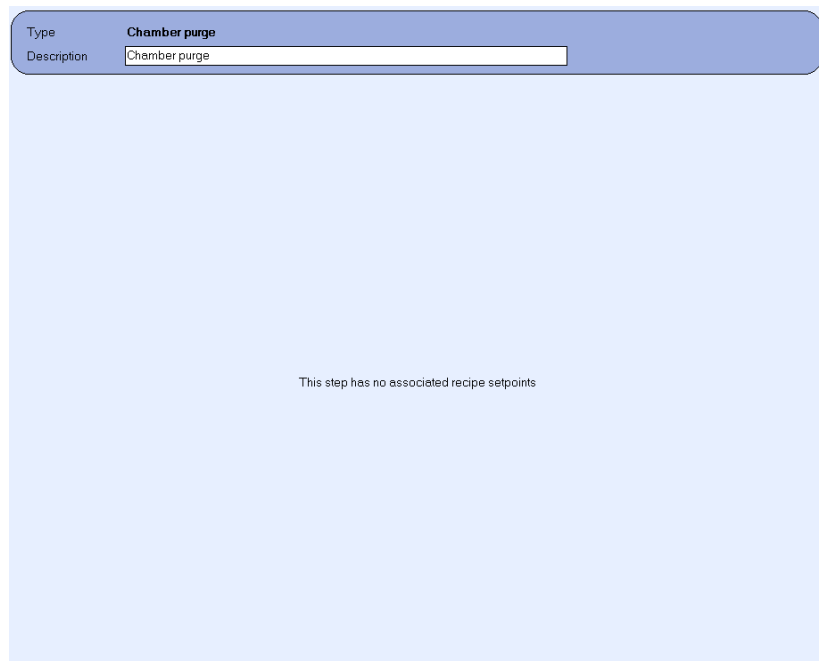 Type Chamber purge
Description Chamber purge
This step has no associated recipe setpoints